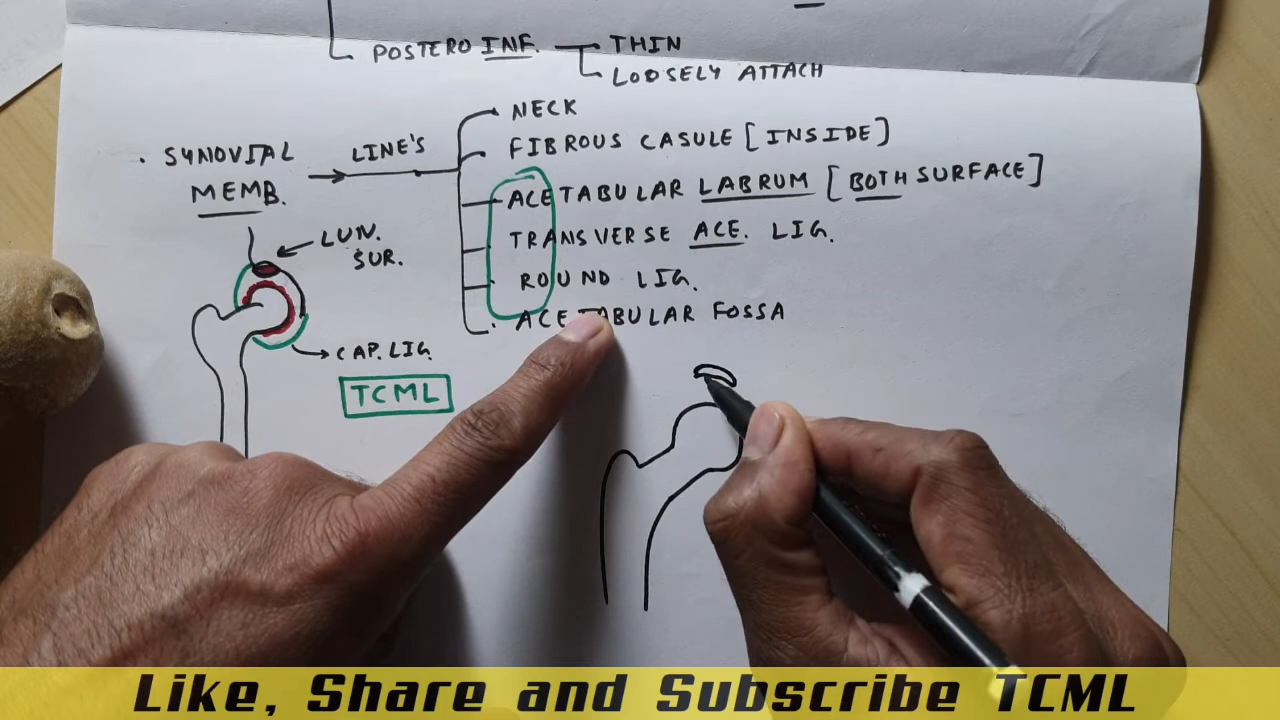 POSTERO INF. THIN
LOOSELY ATTACH
. SYNOVIAL MEMB. LINE'S
NECK
FIBROUS CASULE [INSIDE]
ACETABULAR LABRUM [BOTH SURFACE]
TRANSVERSE ACE. LIG.
ROUND LIG.
. ACETABULAR FOSSA
LUN. SUR.
CAP. LIG.
TCML
Like, Share and Subscribe TCML